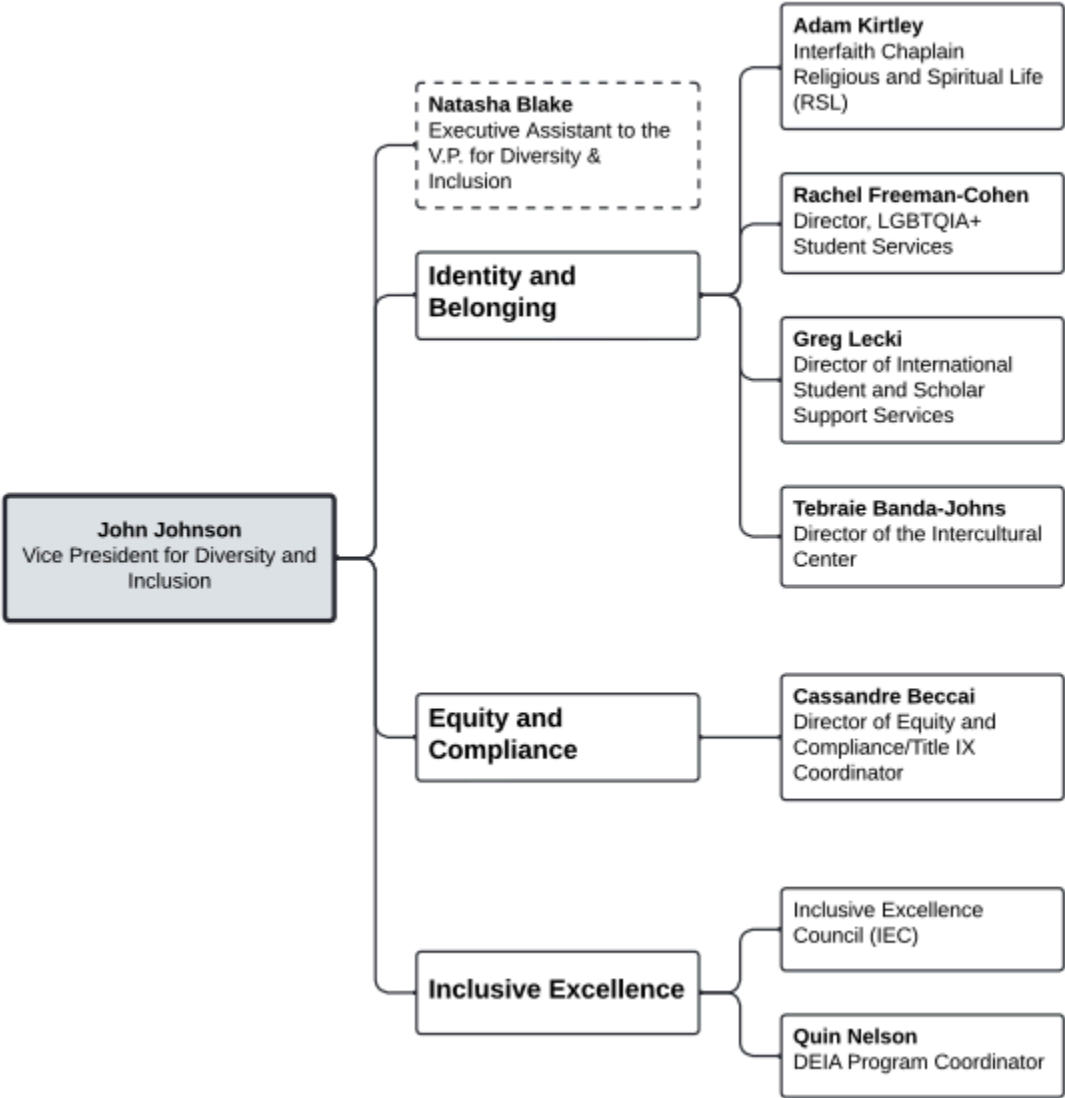 John Johnson
Vice President for Diversity and
Inclusion
Natasha Blake
Executive Assistant to the
V.P. for Diversity &
Inclusion
Identity and
Belonging
Adam Kirtley
Interfaith Chaplain
Religious and Spiritual Life
(RSL)
Rachel Freeman-Cohen
Director, LGBTQIA+
Student Services
Greg Lecki
Director of International
Student and Scholar
Support Services
Tebraie Banda-Johns
Director of the Intercultural
Center
Equity and
Compliance
Cassandre Beccai
Director of Equity and
Compliance/Title IX
Coordinator
Inclusive Excellence
Inclusive Excellence
Council (IEC)
Quin Nelson
DEIA Program Coordinator